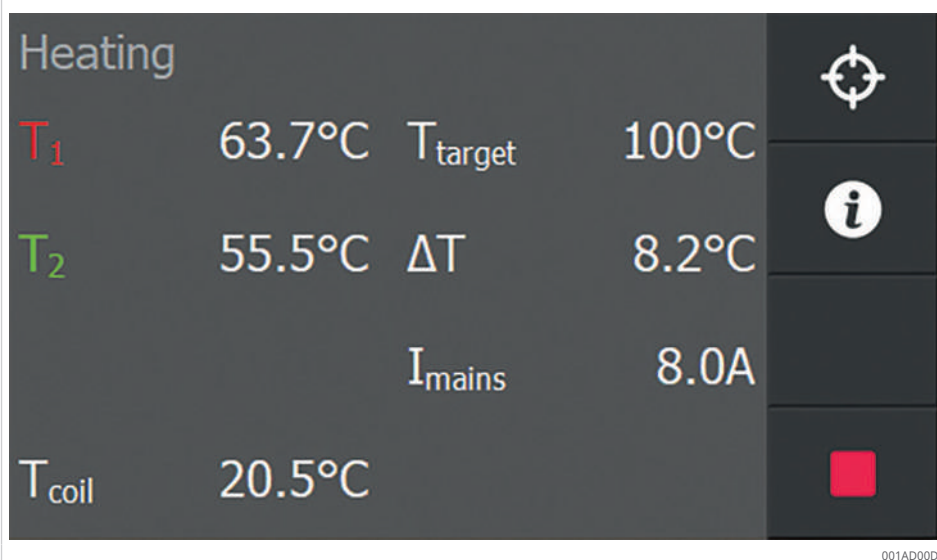 Heating
T1 63.7°C Ttarget 100°C
T2 55.5°C ΔT 8.2°C
Imains 8.0A
Tcoil 20.5°C
i
001AD00D